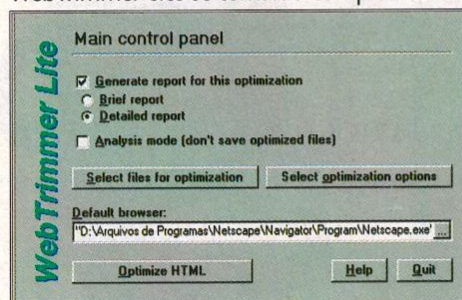 Main control panel
WebTrimmer Lite
Generate report for this optimization
Brief report
Detailed report
Analysis mode (don't save optimized files)
Select files for optimization Select optimization options
Default browser:
"D:\Arquivos de Programas\Netscape\Navigator\Program\Netscape.exe' ...
Optimize HTML Help Quit